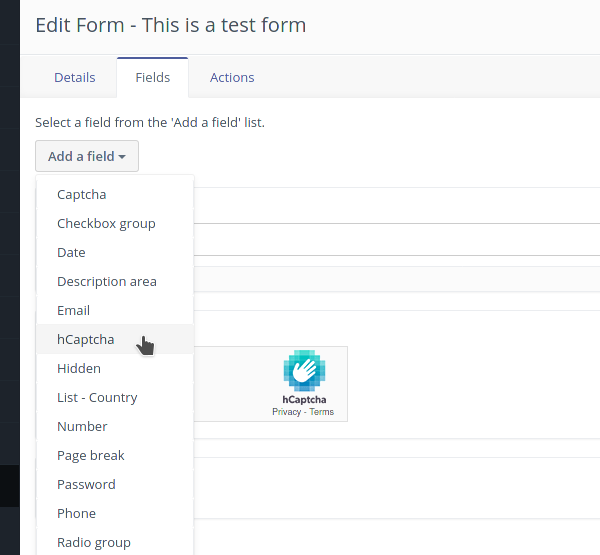 Edit Form - This is a test form
Details
Fields
Actions
Select a field from the 'Add a field' list.
Add a field
Captcha
Checkbox group
Date
Description area
Email
hCaptcha
Hidden
List - Country
Number
Page break
Password
Phone
Radio group
hCaptcha
Privacy - Terms